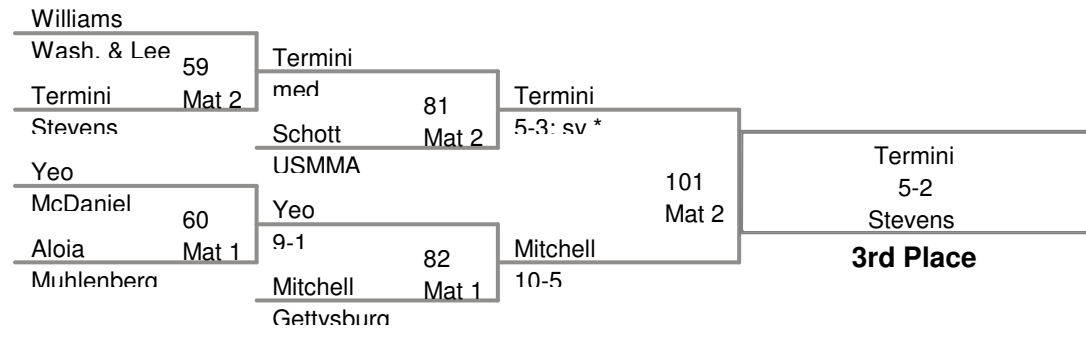 Williams
Wash. & Lee
59
Mat 2
Termini
Stevens
Termini
med
81
Mat 2
Schott
USMMA
Termini
5-3; sv *
Yeo
McDaniel
60
Mat 1
Aloia
Muhlenberg
Yeo
9-1
82
Mat 1
Mitchell
Gettysburg
Mitchell
10-5
101
Mat 2
Termini
5-2
Stevens
3rd Place